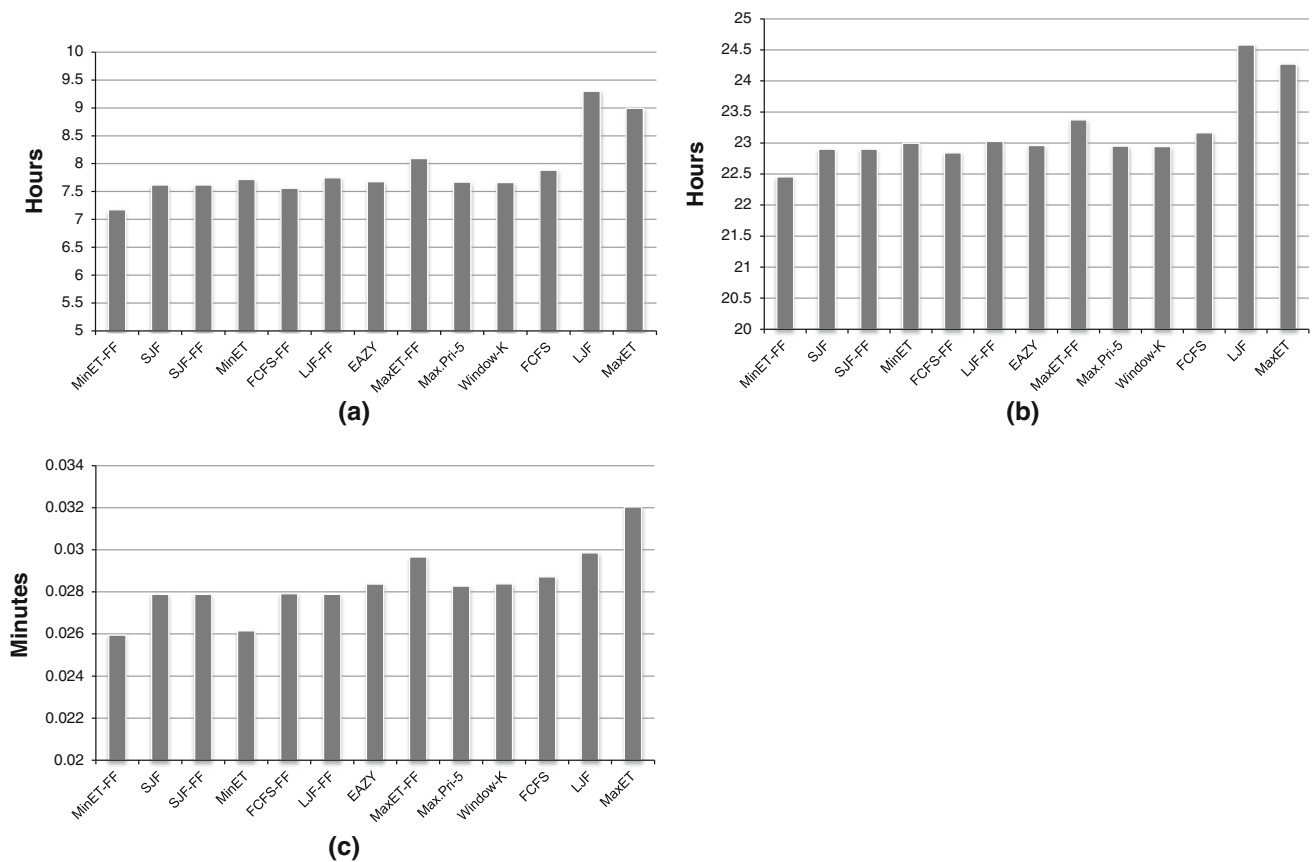 Hours
10
9.5
9
8.5
8
7.5
7
6.5
6
5.5
5
MinET-FF
SJF
SJF-FF
MinET
FCFS-FF
LJF-FF
EAZY
MaxET-FF
Max.Pri-5
Window-K
FCFS
LJF
MaxET
(a)
Hours
25
24.5
24
23.5
23
22.5
22
21.5
21
20.5
20
MinET-FF
SJF
SJF-FF
MinET
FCFS-FF
LJF-FF
EAZY
MaxET-FF
Max.Pri-5
Window-K
FCFS
LJF
MaxET
(b)
Minutes
0.034
0.032
0.03
0.028
0.026
0.024
0.022
0.02
MinET-FF
SJF
SJF-FF
MinET
FCFS-FF
LJF-FF
EAZY
MaxET-FF
Max.Pri-5
Window-K
FCFS
LJF
MaxET
(c)